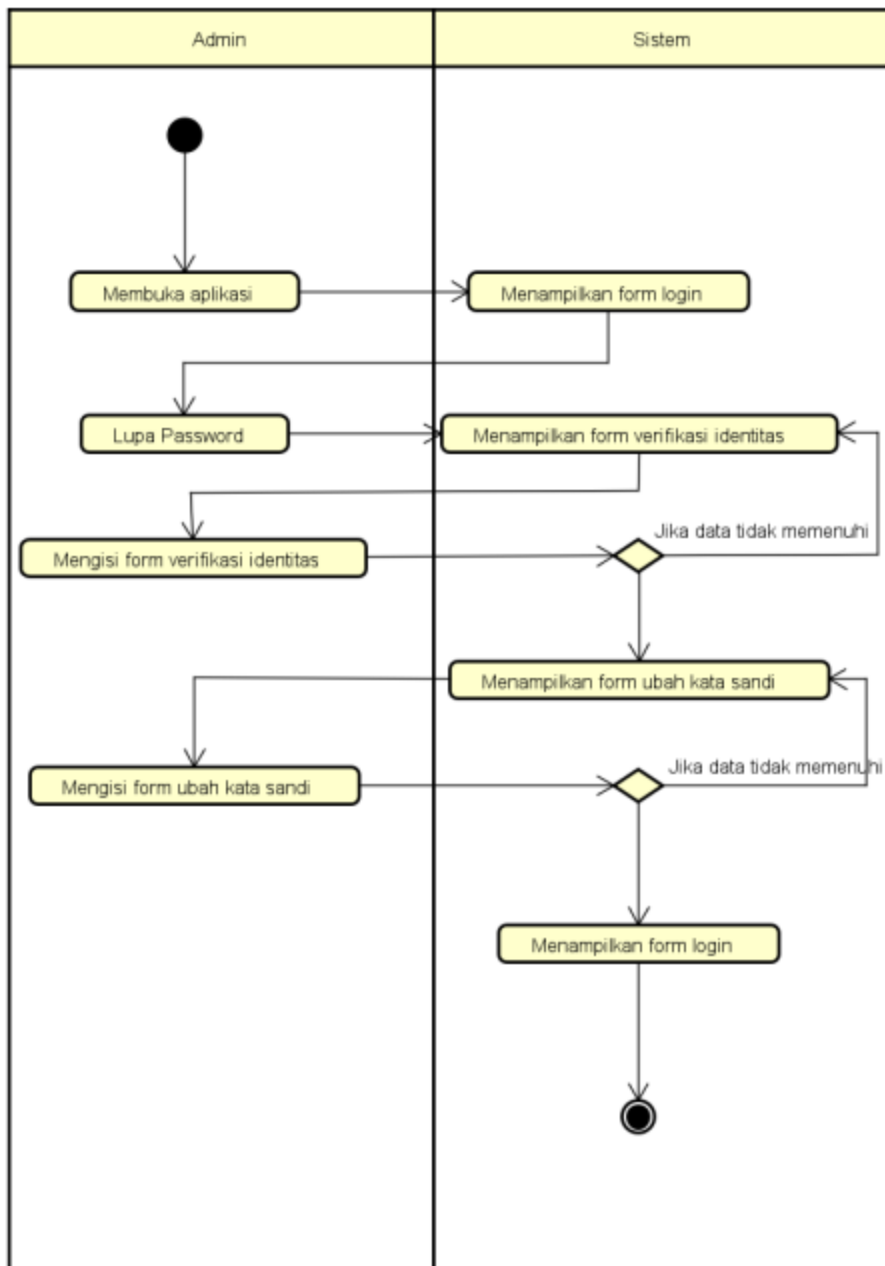 Admin
Sistem
Membuka aplikasi
Menampilkan form login
Lupa Password
Menampilkan form verifikasi identitas
Jika data tidak memenuhi
Mengisi form verifikasi identitas
Menampilkan form ubah kata sandi
Jika data tidak memenuhi
Mengisi form ubah kata sandi
Menampilkan form login